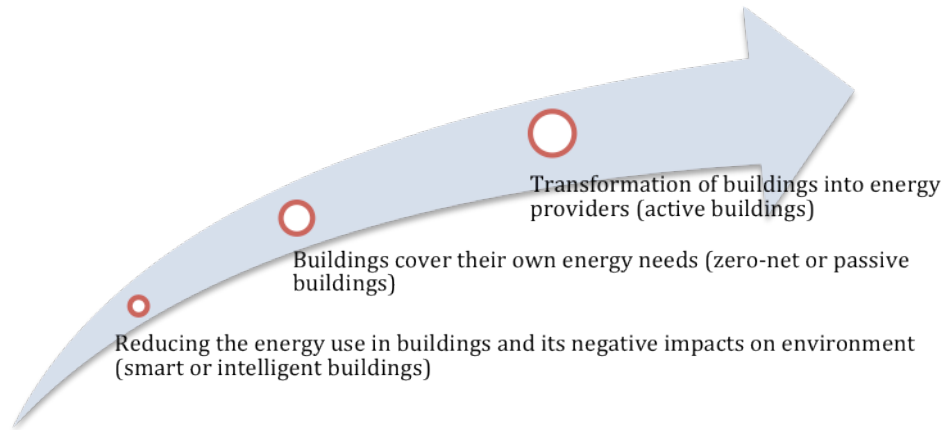 Transformation of buildings into energy
providers (active buildings)
Buildings cover their own energy needs (zero-net or passive
buildings)
Reducing the energy use in buildings and its negative impacts on environment
(smart or intelligent buildings)